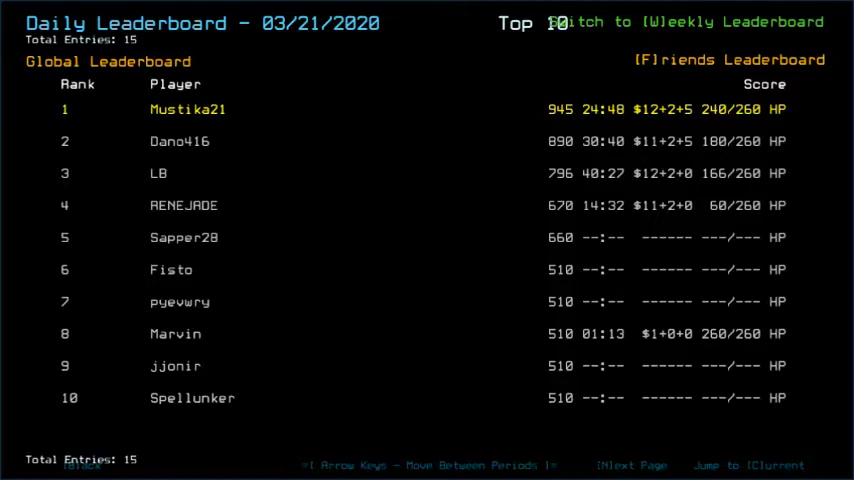 Daily Leaderboard - 03/21/2020 Top 10 Switch to [W]eekly Leaderboard
Total Entries: 15
Global Leaderboard [F]riends Leaderboard
Rank Player Score
1 Mustika21 945 24:48 $12+2+5 240/260 HP
2 Dano416 890 30:40 $11+2+5 180/260 HP
3 LB 796 40:27 $12+2+0 166/260 HP
4 RENEJADE 670 14:32 $11+2+0 60/260 HP
5 Sapper28 660 --:-- ------ ---/--- HP
6 Fisto 510 --:-- ------ ---/--- HP
7 pyevwry 510 --:-- ------ ---/--- HP
8 Marvin 510 01:13 $1+0+0 260/260 HP
9 jjonir 510 --:-- ------ ---/--- HP
10 Spellunker 510 --:-- ------ ---/--- HP
Total Entries: 15
[B]ack =[ Arrow Keys - Move Between Periods ]= [N]ext Page Jump to [C]urrent